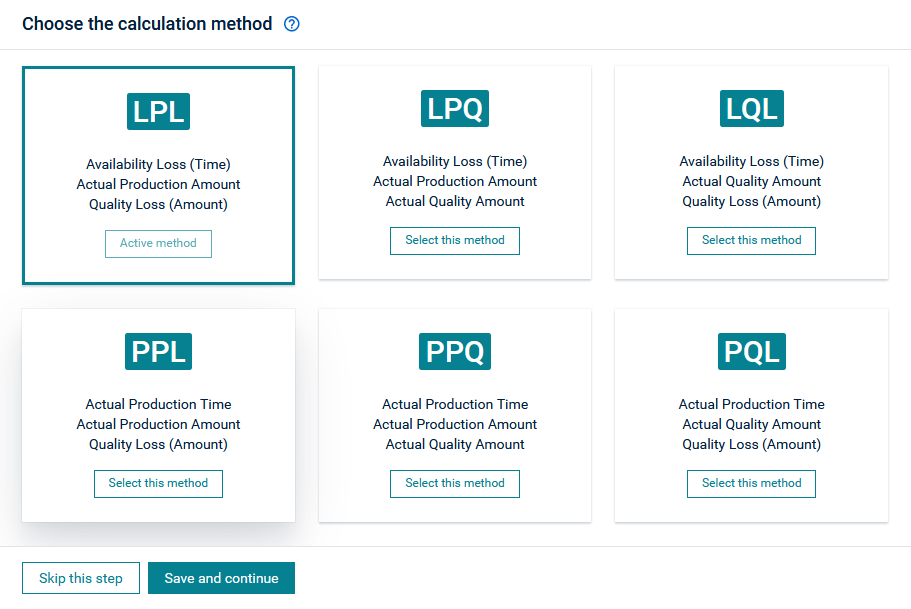 Choose the calculation method
LPL
Availability Loss (Time)
Actual Production Amount
Quality Loss (Amount)
Active method
LPQ
Availability Loss (Time)
Actual Production Amount
Actual Quality Amount
Select this method
LQL
Availability Loss (Time)
Actual Quality Amount
Quality Loss (Amount)
Select this method
PPL
Actual Production Time
Actual Production Amount
Quality Loss (Amount)
Select this method
PPQ
Actual Production Time
Actual Production Amount
Actual Quality Amount
Select this method
PQL
Actual Production Time
Actual Quality Amount
Quality Loss (Amount)
Select this method
Skip this step
Save and continue